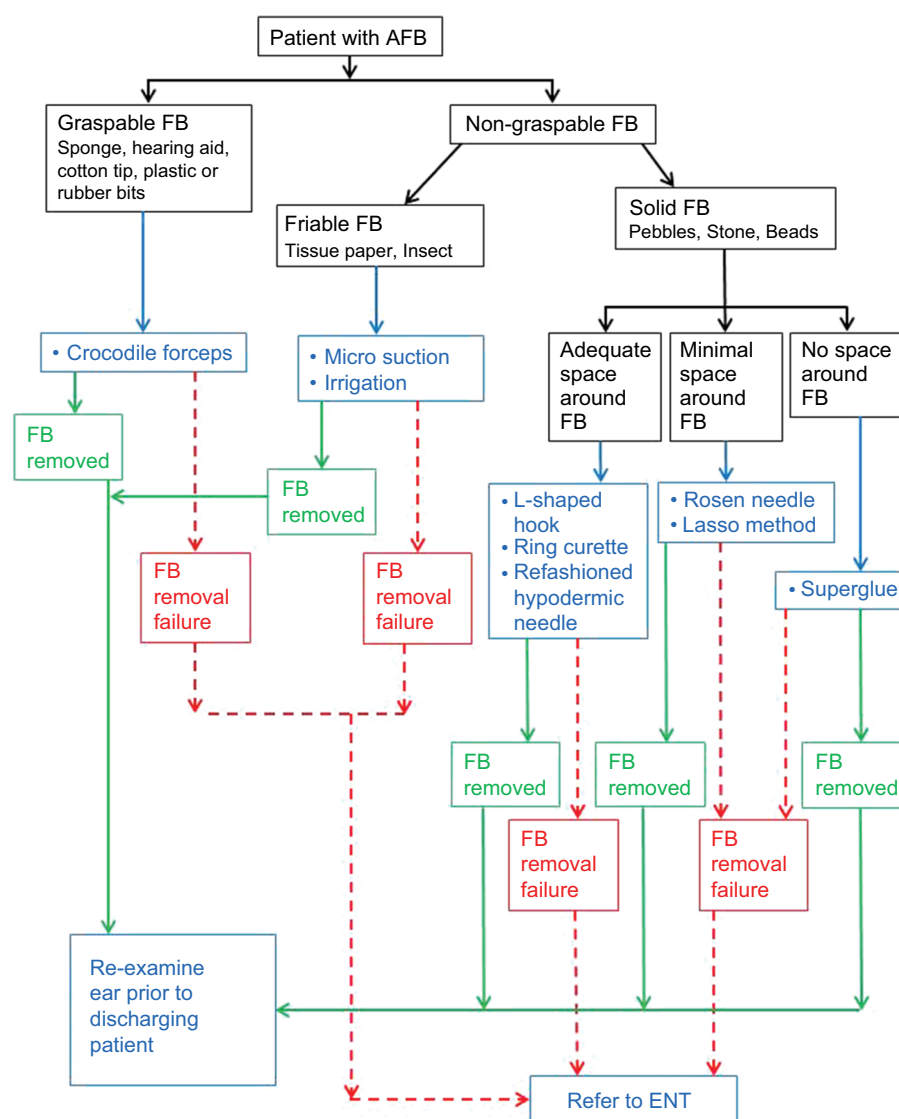 Patient with AFB
Graspable FB
Sponge, hearing aid,
cotton tip, plastic or
rubber bits
Non-graspable FB
Friable FB
Tissue paper, Insect
Solid FB
Pebbles, Stone, Beads
• Crocodile forceps
• Micro suction
• Irrigation
Adequate
space
around
FB
Minimal
space
around
FB
No space
around
FB
FB
removed
FB
removed
• L-shaped
hook
• Ring curette
• Refashioned
hypodermic
needle
• Rosen needle
• Lasso method
• Superglue
FB
removal
failure
FB
removal
failure
FB
removed
FB
removed
FB
removed
FB
removal
failure
FB
removal
failure
Re-examine
ear prior to
discharging
patient
Refer to ENT